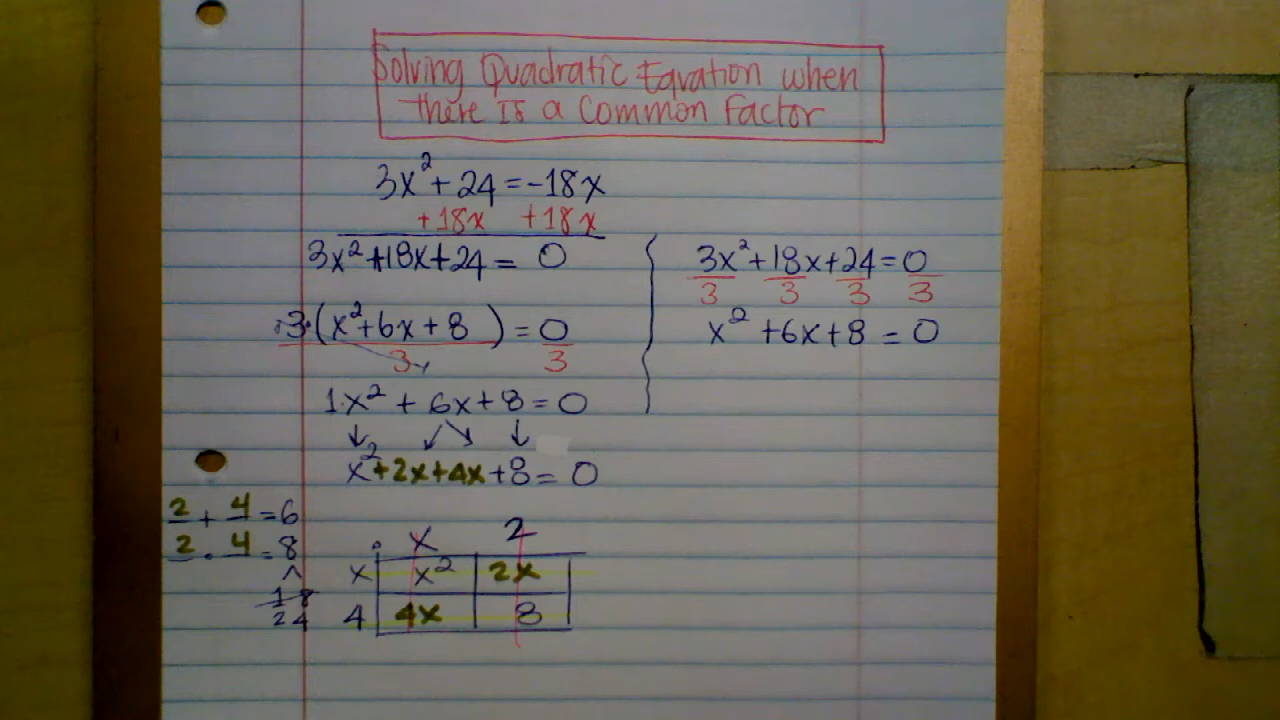 Solving Quadratic Equation when
there Is a Common Factor
3x²+24=-18x
+18x +18x
3x²+18x+24= 0
3·(x²+6x+8)=0
3 3
1·x²+6x+8=0
x²+2x+4x+8=0
3x²+18x+24=0
3 3 3 3
x²+6x+8=0
2+4=6
2·4=8
^
1 8
2 4
· x 2
x x² 2x
4 4x 8